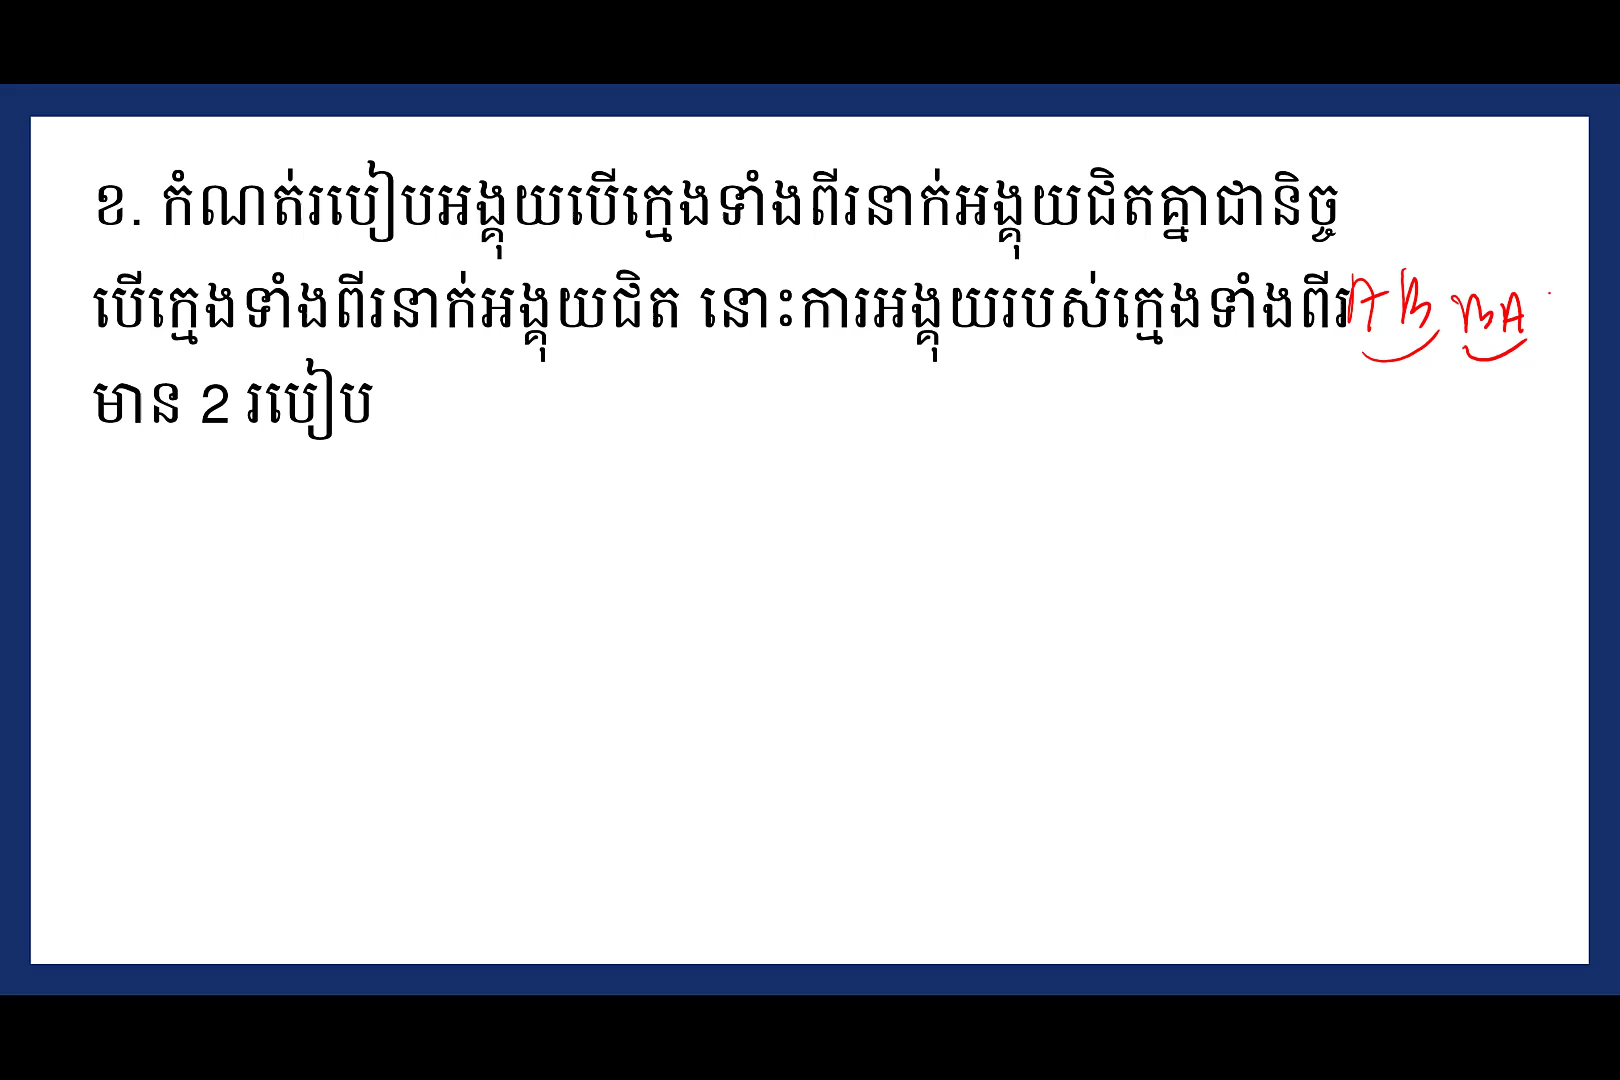 ខ. កំណត់របៀបអង្គុយបើក្មេងទាំងពីរនាក់អង្គុយជិតគ្នាជានិច្ច
បើក្មេងទាំងពីរនាក់អង្គុយជិត នោះការអង្គុយរបស់ក្មេងទាំងពីរ AB BA
មាន 2 របៀប